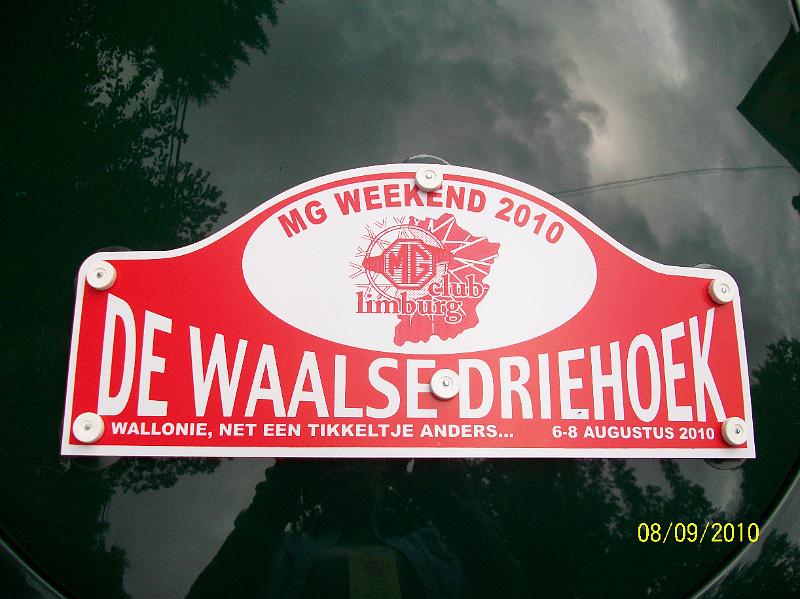 MG WEEKEND 2010
MG
club
limburg
DE WAALSE DRIEHOEK
WALLONIE, NET EEN TIKKELTJE ANDERS... 6-8 AUGUSTUS 2010
08/09/2010